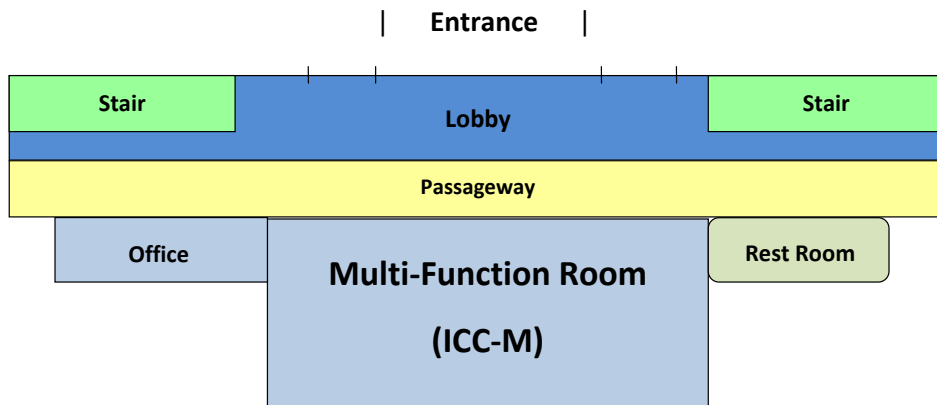 | Entrance |
Stair
Lobby
Stair
Passageway
Office
Multi-Function Room
(ICC-M)
Rest Room